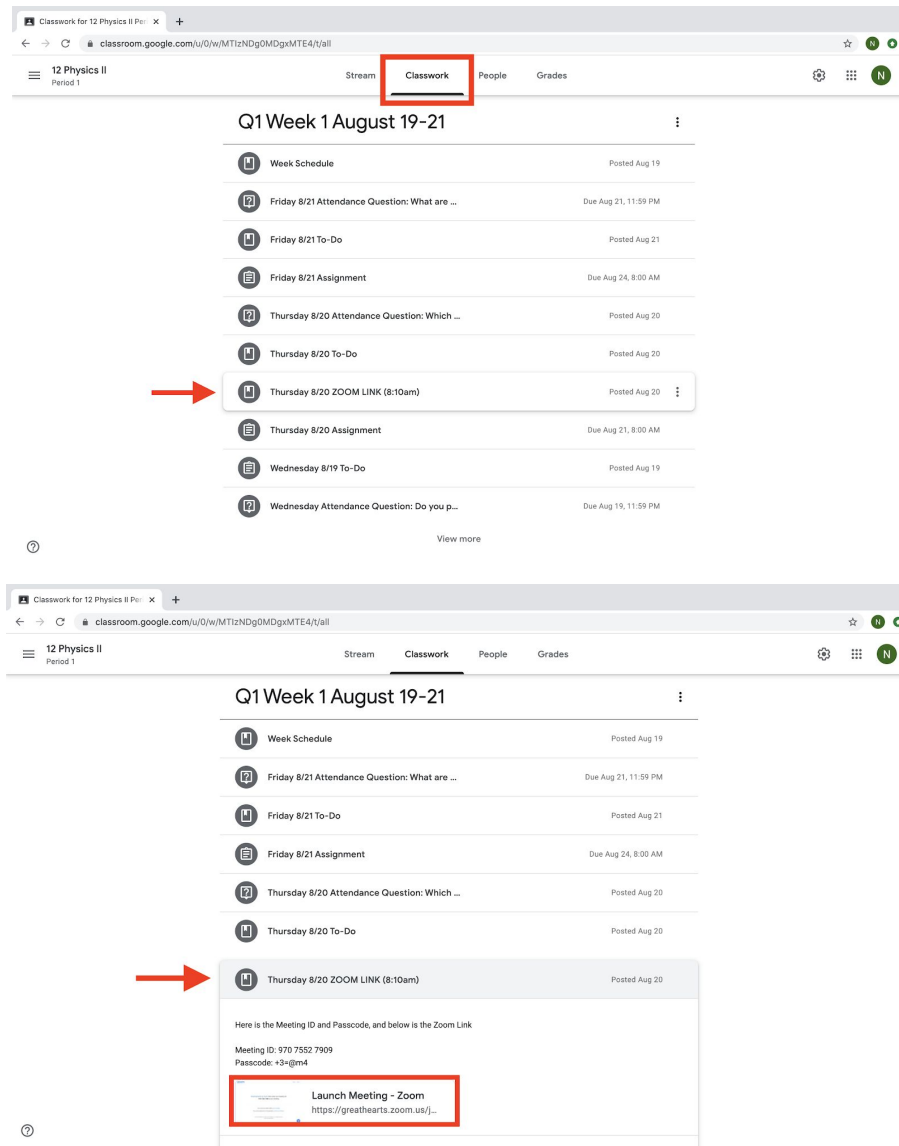 Classwork for 12 Physics II Per
classroom.google.com/u/0/w/MTIzNDg0MDgxMTE4/t/all
N
12 Physics II
Period 1
Stream Classwork People Grades
N
Q1 Week 1 August 19-21
Week Schedule Posted Aug 19
Friday 8/21 Attendance Question: What are ... Due Aug 21, 11:59 PM
Friday 8/21 To-Do Posted Aug 21
Friday 8/21 Assignment Due Aug 24, 8:00 AM
Thursday 8/20 Attendance Question: Which ... Posted Aug 20
Thursday 8/20 To-Do Posted Aug 20
Thursday 8/20 ZOOM LINK (8:10am) Posted Aug 20
Thursday 8/20 Assignment Due Aug 21, 8:00 AM
Wednesday 8/19 To-Do Posted Aug 19
Wednesday Attendance Question: Do you p... Due Aug 19, 11:59 PM
View more
Classwork for 12 Physics II Per
classroom.google.com/u/0/w/MTIzNDg0MDgxMTE4/t/all
N
12 Physics II
Period 1
Stream Classwork People Grades
N
Q1 Week 1 August 19-21
Week Schedule Posted Aug 19
Friday 8/21 Attendance Question: What are ... Due Aug 21, 11:59 PM
Friday 8/21 To-Do Posted Aug 21
Friday 8/21 Assignment Due Aug 24, 8:00 AM
Thursday 8/20 Attendance Question: Which ... Posted Aug 20
Thursday 8/20 To-Do Posted Aug 20
Thursday 8/20 ZOOM LINK (8:10am) Posted Aug 20
Here is the Meeting ID and Passcode, and below is the Zoom Link
Meeting ID: 970 7552 7909
Passcode: +3=@m4
Launch Meeting - Zoom
https://greathearts.zoom.us/j...